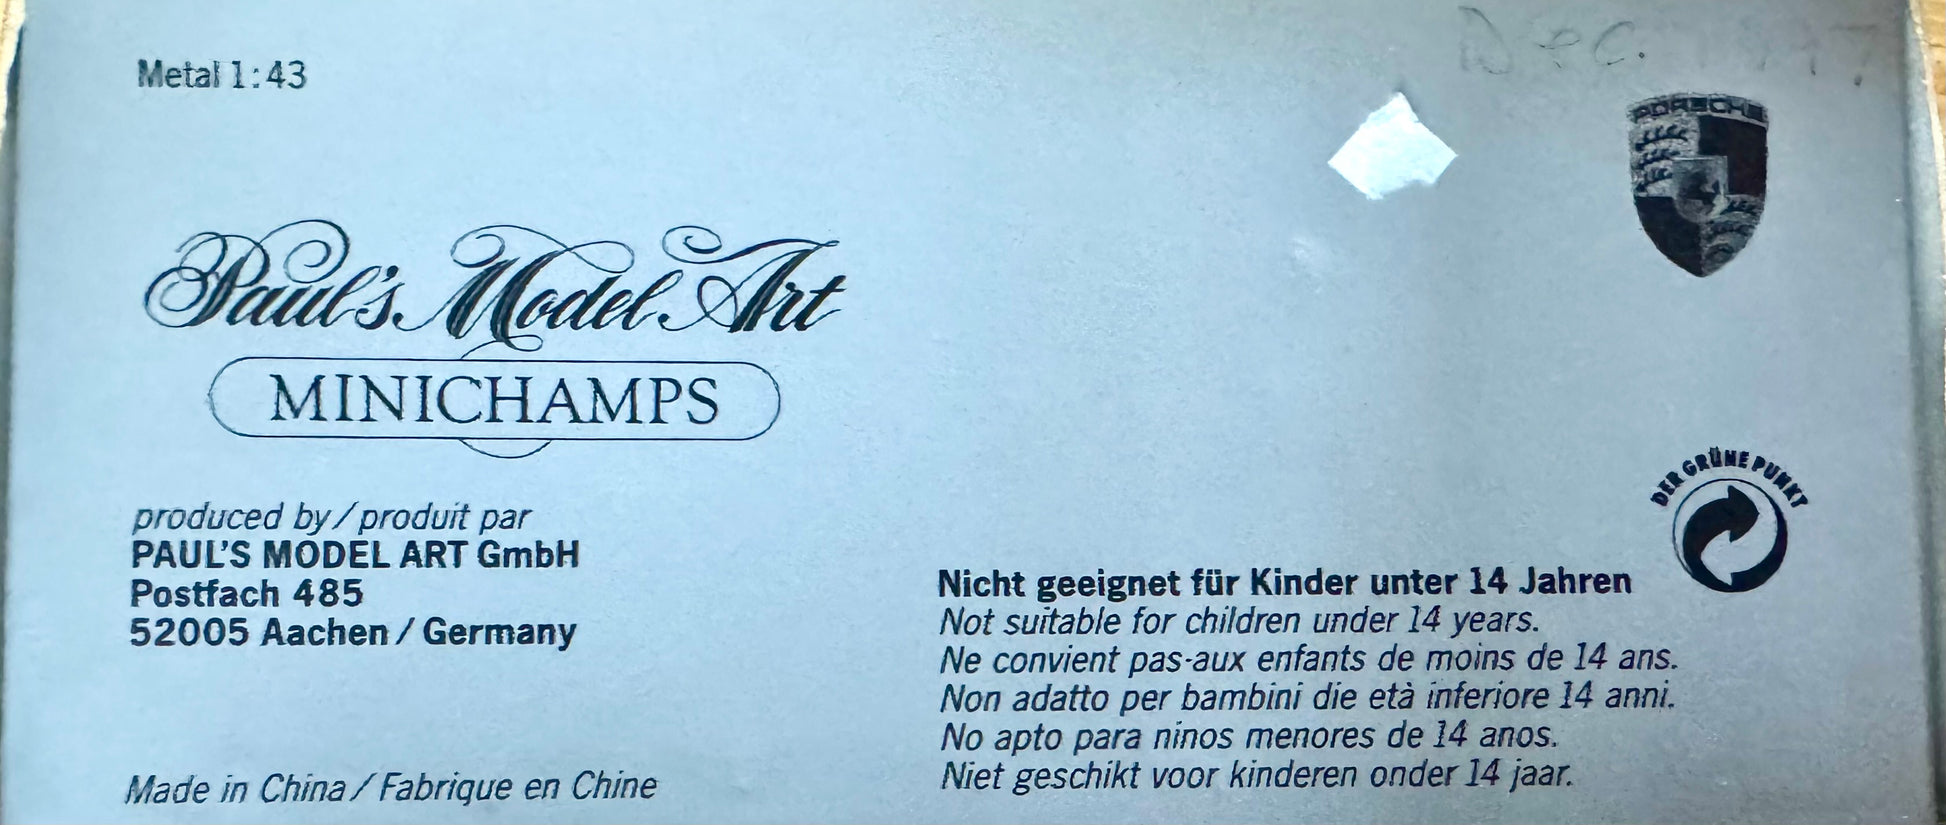 Dec.
Metal 1:43
PORSCHE
Paul's Model Art
MINICHAMPS
DER GRÜNE PUNKT
produced by / produit par
PAUL'S MODEL ART GmbH
Postfach 485
52005 Aachen / Germany
Made in China / Fabrique en Chine
Nicht geeignet für Kinder unter 14 Jahren
Not suitable for children under 14 years.
Ne convient pas-aux enfants de moins de 14 ans.
Non adatto per bambini die età inferiore 14 anni.
No apto para ninos menores de 14 anos.
Niet geschikt voor kinderen onder 14 jaar.